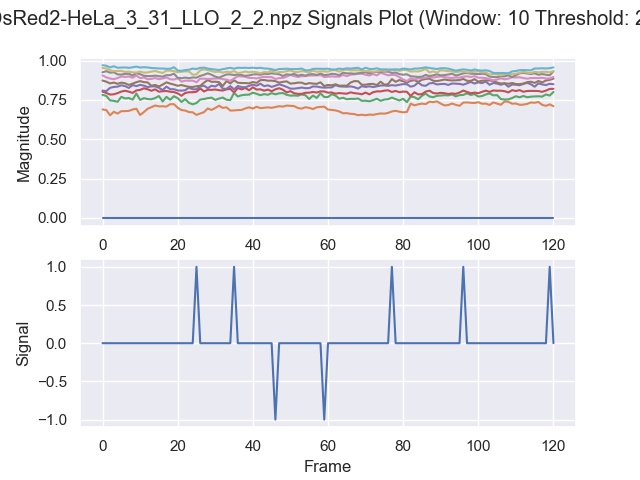 DsRed2-HeLa_3_31_LLO_2_2.npz Signals Plot (Window: 10 Threshold: 2
1.00
0.75
0.50
0.25
0.00
Magnitude
0 20 40 60 80 100 120
1.0
0.5
0.0
−0.5
−1.0
Signal
0 20 40 60 80 100 120
Frame